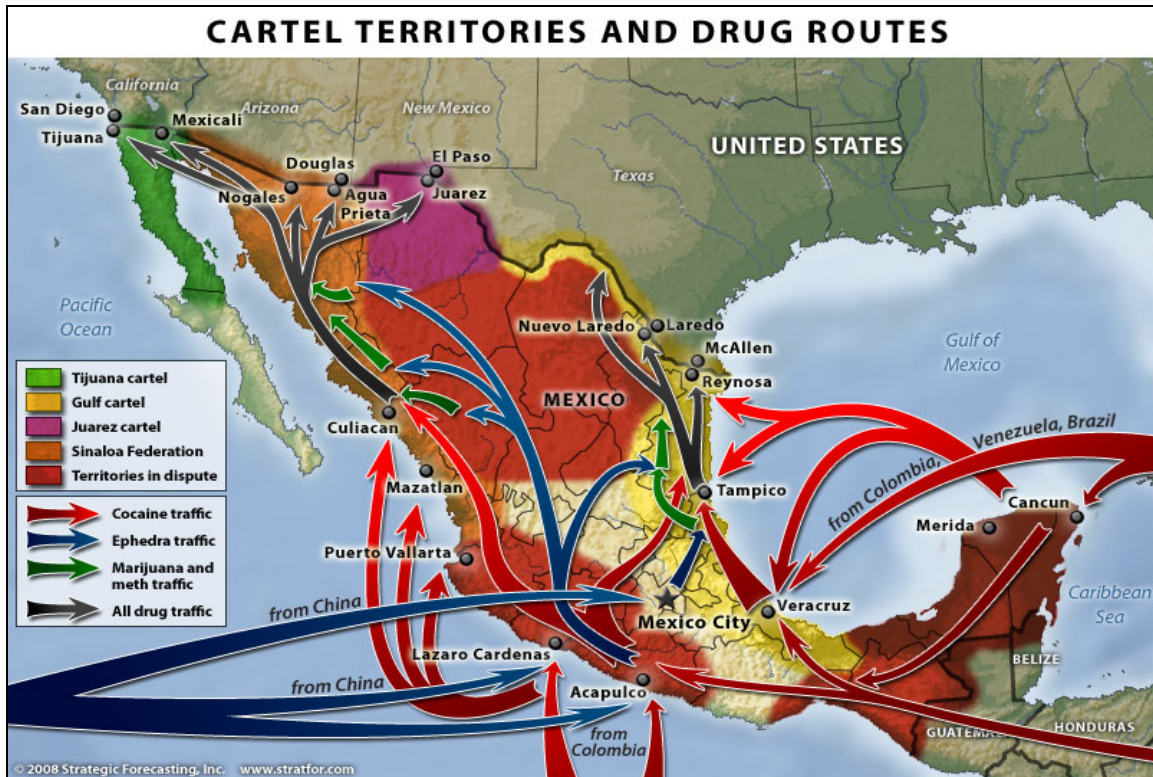 CARTEL TERRITORIES AND DRUG ROUTES
California
San Diego
Tijuana
Mexicali
Arizona
New Mexico
Douglas
Nogales
Agua
Prieta
El Paso
Juarez
UNITED STATES
Texas
Pacific
Ocean
Nuevo Laredo
Laredo
McAllen
Reynosa
Gulf of
Mexico
MEXICO
Tijuana cartel
Gulf cartel
Juarez cartel
Sinaloa Federation
Territories in dispute
Culiacan
Mazatlan
Tampico
from Colombia,
Venezuela, Brazil
Cancun
Merida
Cocaine traffic
Ephedra traffic
Marijuana and
meth traffic
All drug traffic
Puerto Vallarta
from China
Mexico City
Veracruz
Caribbean
Sea
Lazaro Cardenas
from China
Acapulco
from
Colombia
BELIZE
GUATEMALA
HONDURAS
© 2008 Strategic Forecasting, Inc. www.stratfor.com